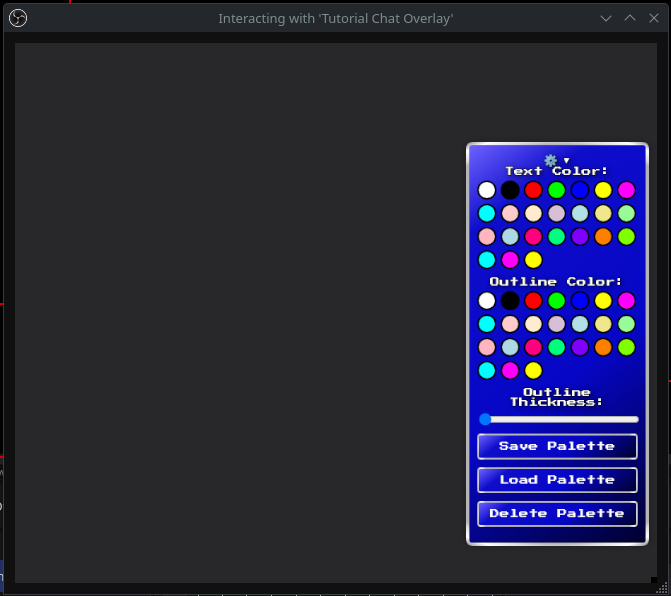 Interacting with 'Tutorial Chat Overlay'
Text Color:
Outline Color:
Outline
Thickness:
Save Palette
Load Palette
Delete Palette